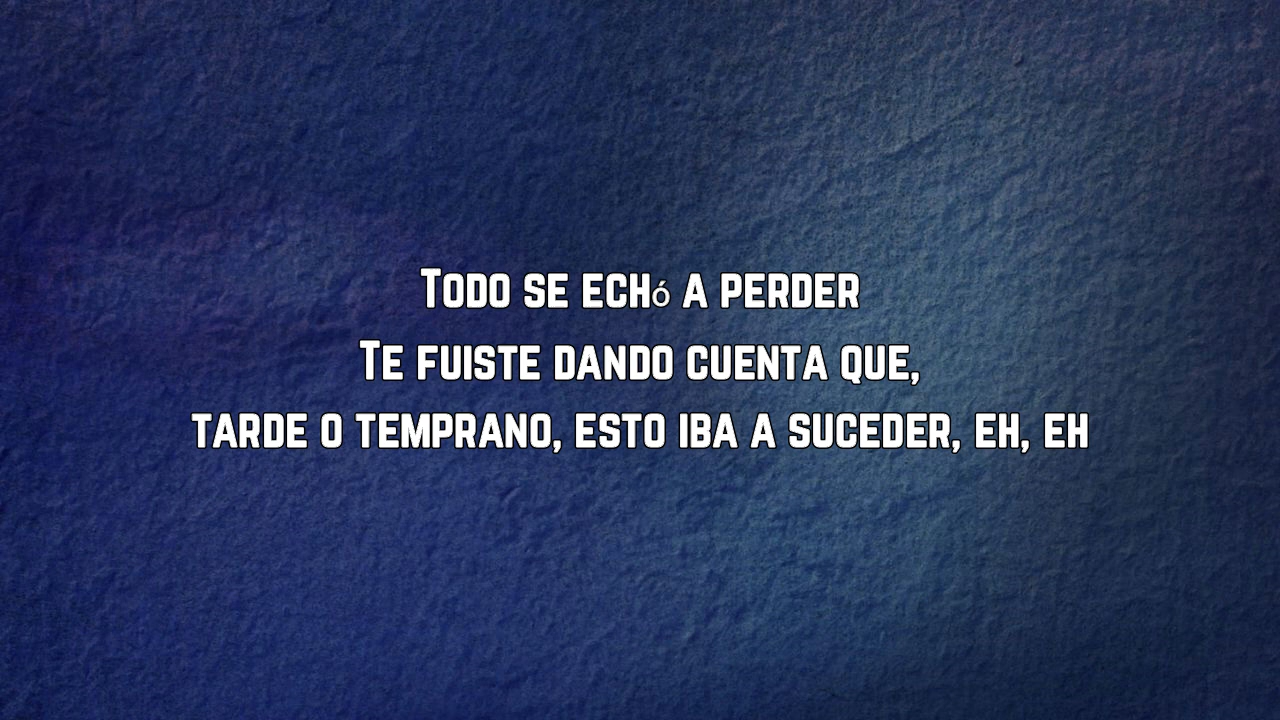 Todo se echó a perder
Te fuiste dando cuenta que,
tarde o temprano, esto iba a suceder, eh, eh